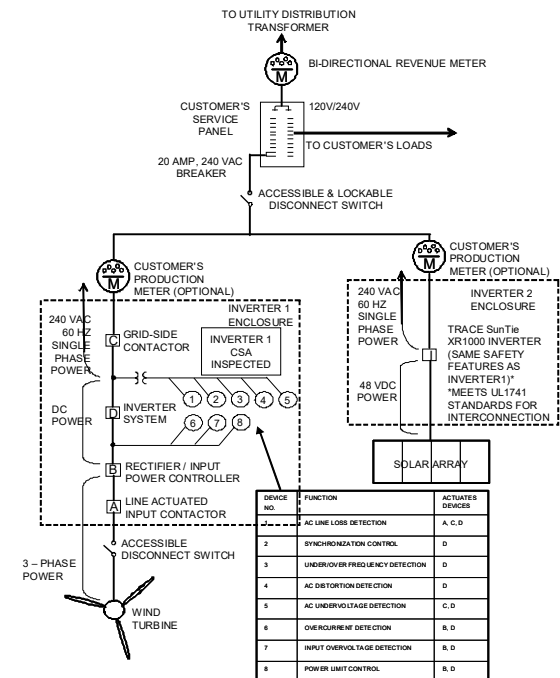 TO UTILITY DISTRIBUTION
TRANSFORMER
M
BI-DIRECTIONAL REVENUE METER
CUSTOMER'S
SERVICE
PANEL
120V/240V
TO CUSTOMER'S LOADS
20 AMP, 240 VAC
BREAKER
ACCESSIBLE & LOCKABLE
DISCONNECT SWITCH
M
CUSTOMER'S
PRODUCTION
METER (OPTIONAL)
M
CUSTOMER'S
PRODUCTION
METER (OPTIONAL)
240 VAC
60 HZ
SINGLE
PHASE
POWER
INVERTER 1
ENCLOSURE
C
GRID-SIDE
CONTACTOR
INVERTER 1
CSA
INSPECTED
1 2 3 4 5
DC
POWER
D
INVERTER
SYSTEM
6 7 8
B
RECTIFIER / INPUT
POWER CONTROLLER
A
LINE ACTUATED
INPUT CONTACTOR
ACCESSIBLE
DISCONNECT SWITCH
3 – PHASE
POWER
WIND
TURBINE
240 VAC
60 HZ
SINGLE
PHASE
POWER
INVERTER 2
ENCLOSURE
I
TRACE SunTie
XR1000 INVERTER
(SAME SAFETY
FEATURES AS
INVERTER1)*
*MEETS UL1741
STANDARDS FOR
INTERCONNECTION
48 VDC
POWER
SOLAR ARRAY
DEVICE NO. FUNCTION ACTUATES DEVICES
1 AC LINE LOSS DETECTION A, C, D
2 SYNCHRONIZATION CONTROL D
3 UNDER/OVER FREQUENCY DETECTION D
4 AC DISTORTION DETECTION D
5 AC UNDERVOLTAGE DETECTION C, D
6 OVERCURRENT DETECTION B, D
7 INPUT OVERVOLTAGE DETECTION B, D
8 POWER LIMIT CONTROL B, D